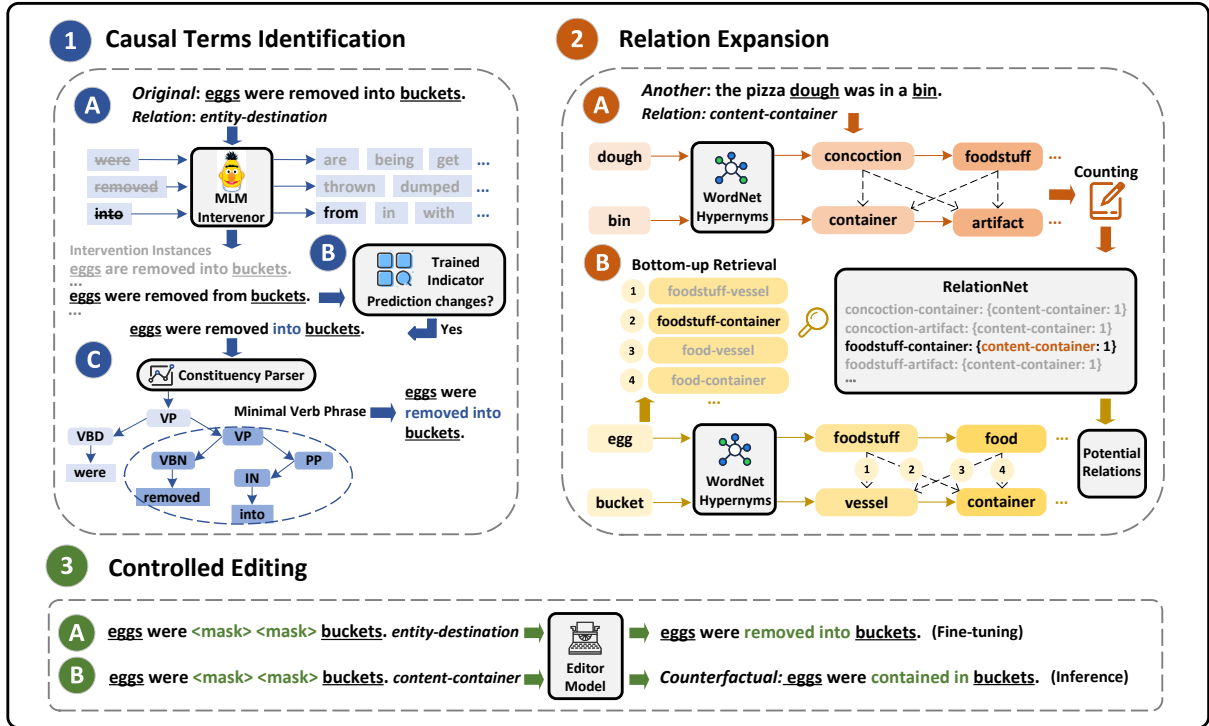 1 Causal Terms Identification
A Original: eggs were removed into buckets.
Relation: entity-destination
were
removed
into
MLM
Intervenor
are being get ...
thrown dumped ...
from in with ...
Intervention Instances
eggs are removed into buckets.
...
eggs were removed from buckets.
...
B
Trained
Indicator
Prediction changes?
Yes
eggs were removed into buckets.
C
Constituency Parser
VP
VBD
were
VP
VBN
PP
IN
removed
into
Minimal Verb Phrase
eggs were
removed into
buckets.
2 Relation Expansion
A Another: the pizza dough was in a bin.
Relation: content-container
dough
bin
WordNet
Hypernyms
concoction foodstuff ...
container artifact ...
Counting
B
Bottom-up Retrieval
1 foodstuff-vessel
2 foodstuff-container
3 food-vessel
4 food-container
...
RelationNet
concoction-container: {content-container: 1}
concoction-artifact: {content-container: 1}
foodstuff-container: {content-container: 1}
foodstuff-artifact: {content-container: 1}
...
egg
bucket
WordNet
Hypernyms
foodstuff food ...
1 2 3 4
vessel container ...
Potential
Relations
3 Controlled Editing
A eggs were <mask> <mask> buckets. entity-destination
eggs were removed into buckets. (Fine-tuning)
Editor
Model
B eggs were <mask> <mask> buckets. content-container
Counterfactual: eggs were contained in buckets. (Inference)